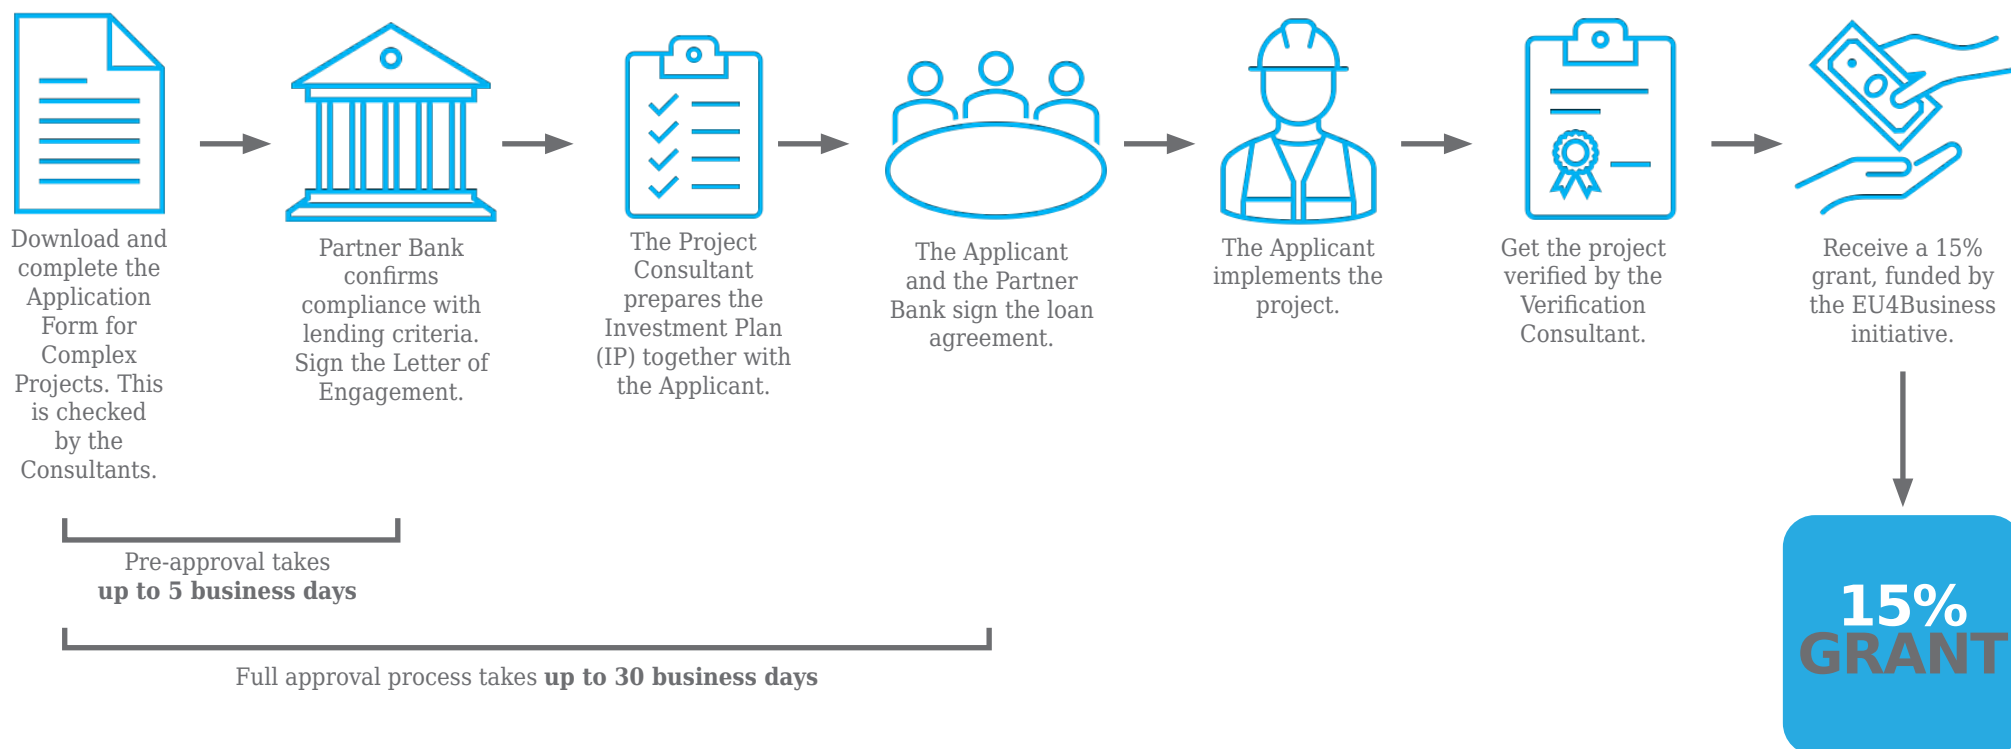 Download and
complete the
Application
Form for
Complex
Projects. This
is checked
by the
Consultants.
Partner Bank
confirms
compliance with
lending criteria.
Sign the Letter of
Engagement.
The Project
Consultant
prepares the
Investment Plan
(IP) together with
the Applicant.
The Applicant
and the Partner
Bank sign the loan
agreement.
The Applicant
implements the
project.
Get the project
verified by the
Verification
Consultant.
Receive a 15%
grant, funded by
the EU4Business
initiative.
Pre-approval takes
up to 5 business days
Full approval process takes up to 30 business days
15%
GRANT